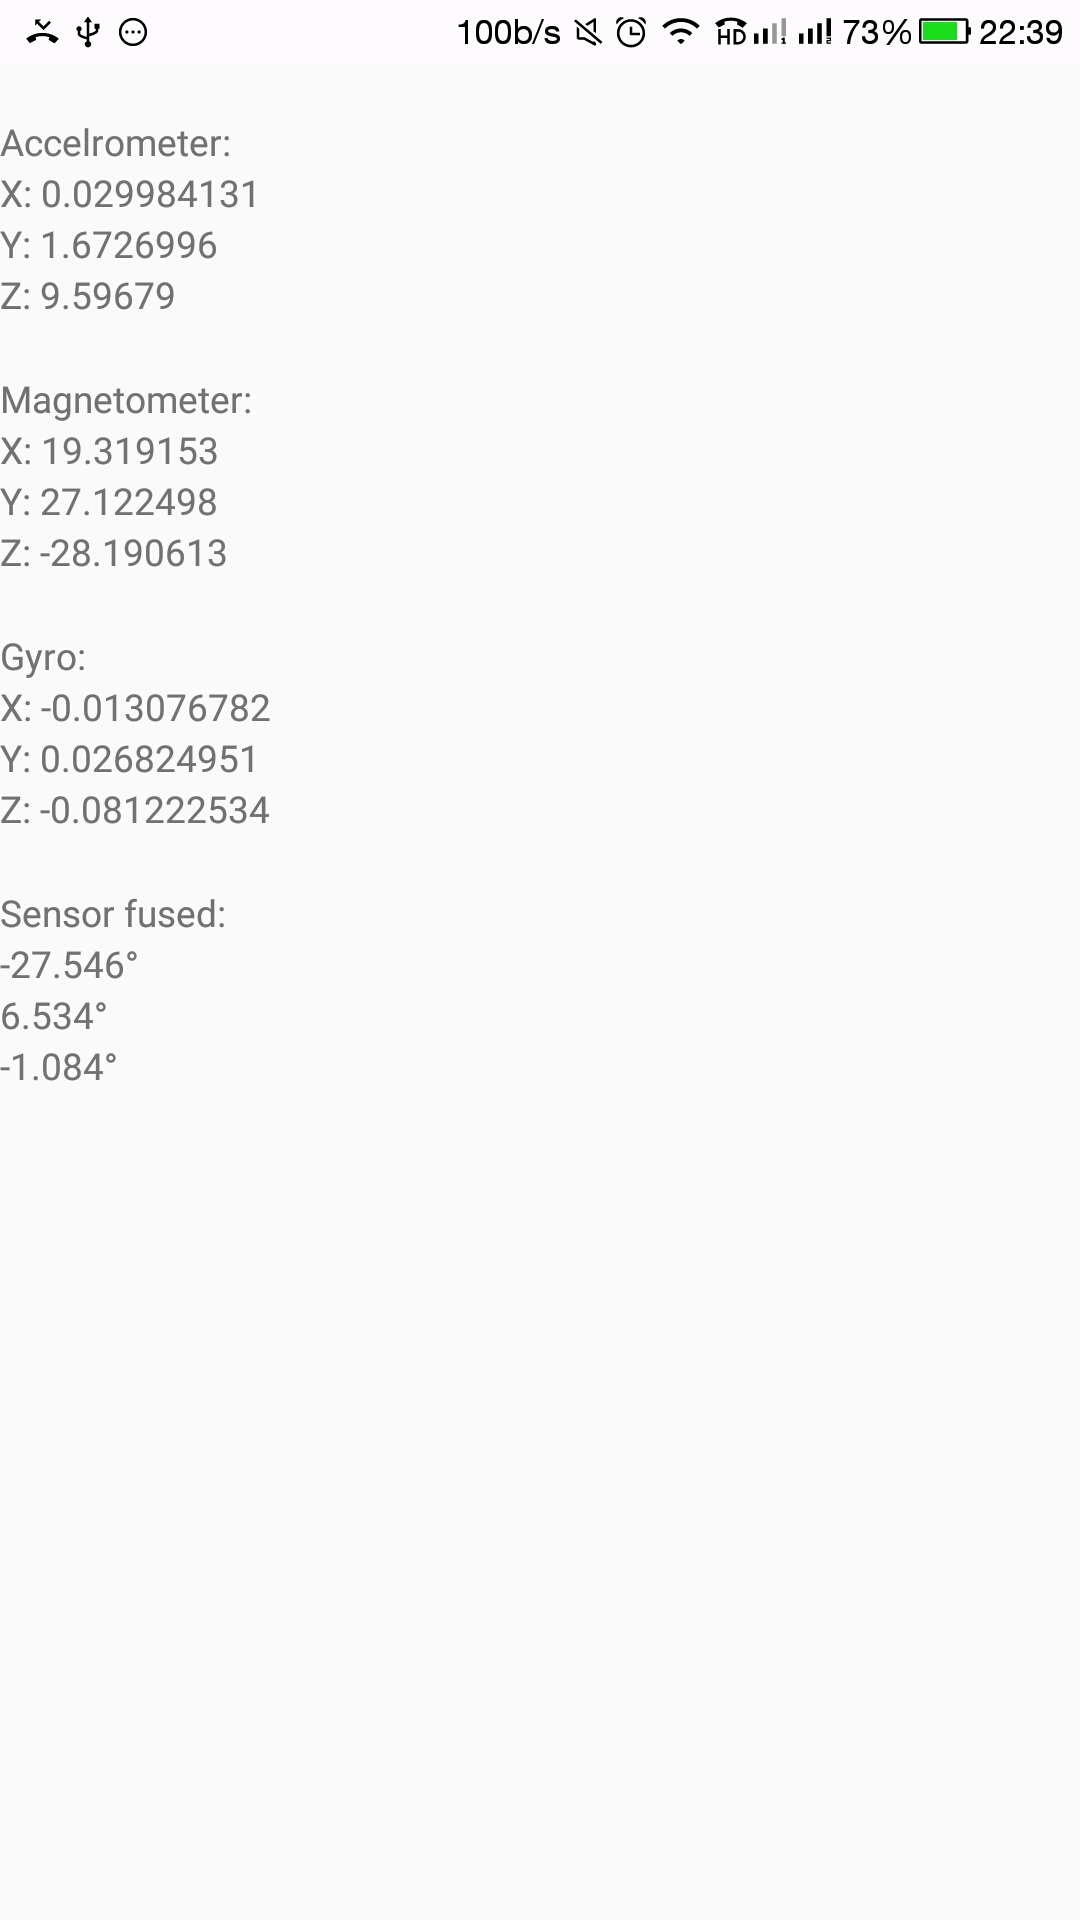 100b/s HD 73% 22:39
Accelrometer:
X: 0.029984131
Y: 1.6726996
Z: 9.59679
Magnetometer:
X: 19.319153
Y: 27.122498
Z: -28.190613
Gyro:
X: -0.013076782
Y: 0.026824951
Z: -0.081222534
Sensor fused:
-27.546°
6.534°
-1.084°